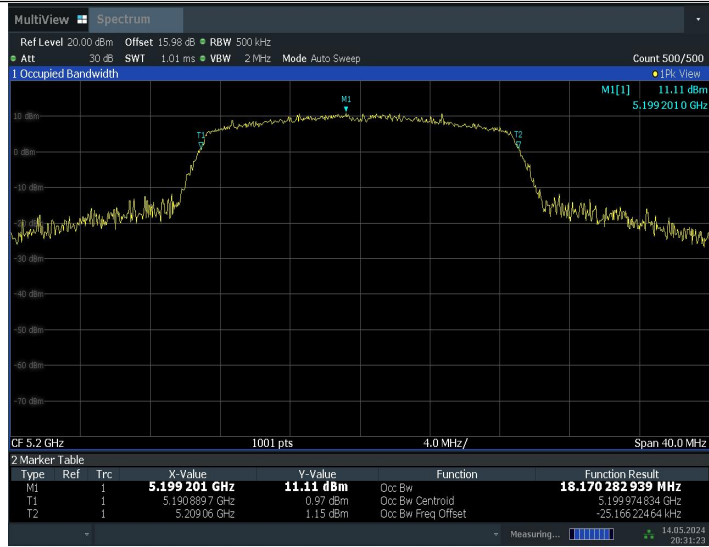 MultiView Spectrum
Ref Level 20.00 dBm Offset 15.98 dB RBW 500 kHz
Att 30 dB SWT 1.01 ms VBW 2 MHz Mode Auto Sweep Count 500/500
1 Occupied Bandwidth 1Pk View
M1[1] 11.11 dBm
5.1992010 GHz
M1
10 dBm
T1 T2
0 dBm
-10 dBm
-20 dBm
-30 dBm
-40 dBm
-50 dBm
-60 dBm
-70 dBm
CF 5.2 GHz 1001 pts 4.0 MHz/ Span 40.0 MHz
2 Marker Table
Type Ref Trc X-Value Y-Value Function Function Result
M1 1 5.199 201 GHz 11.11 dBm Occ Bw 18.170 282 939 MHz
T1 1 5.190 8897 GHz 0.97 dBm Occ Bw Centroid 5.199 974 834 GHz
T2 1 5.209 06 GHz 1.15 dBm Occ Bw Freq Offset -25.166 224 64 kHz
Measuring... 14.05.2024
20:31:23